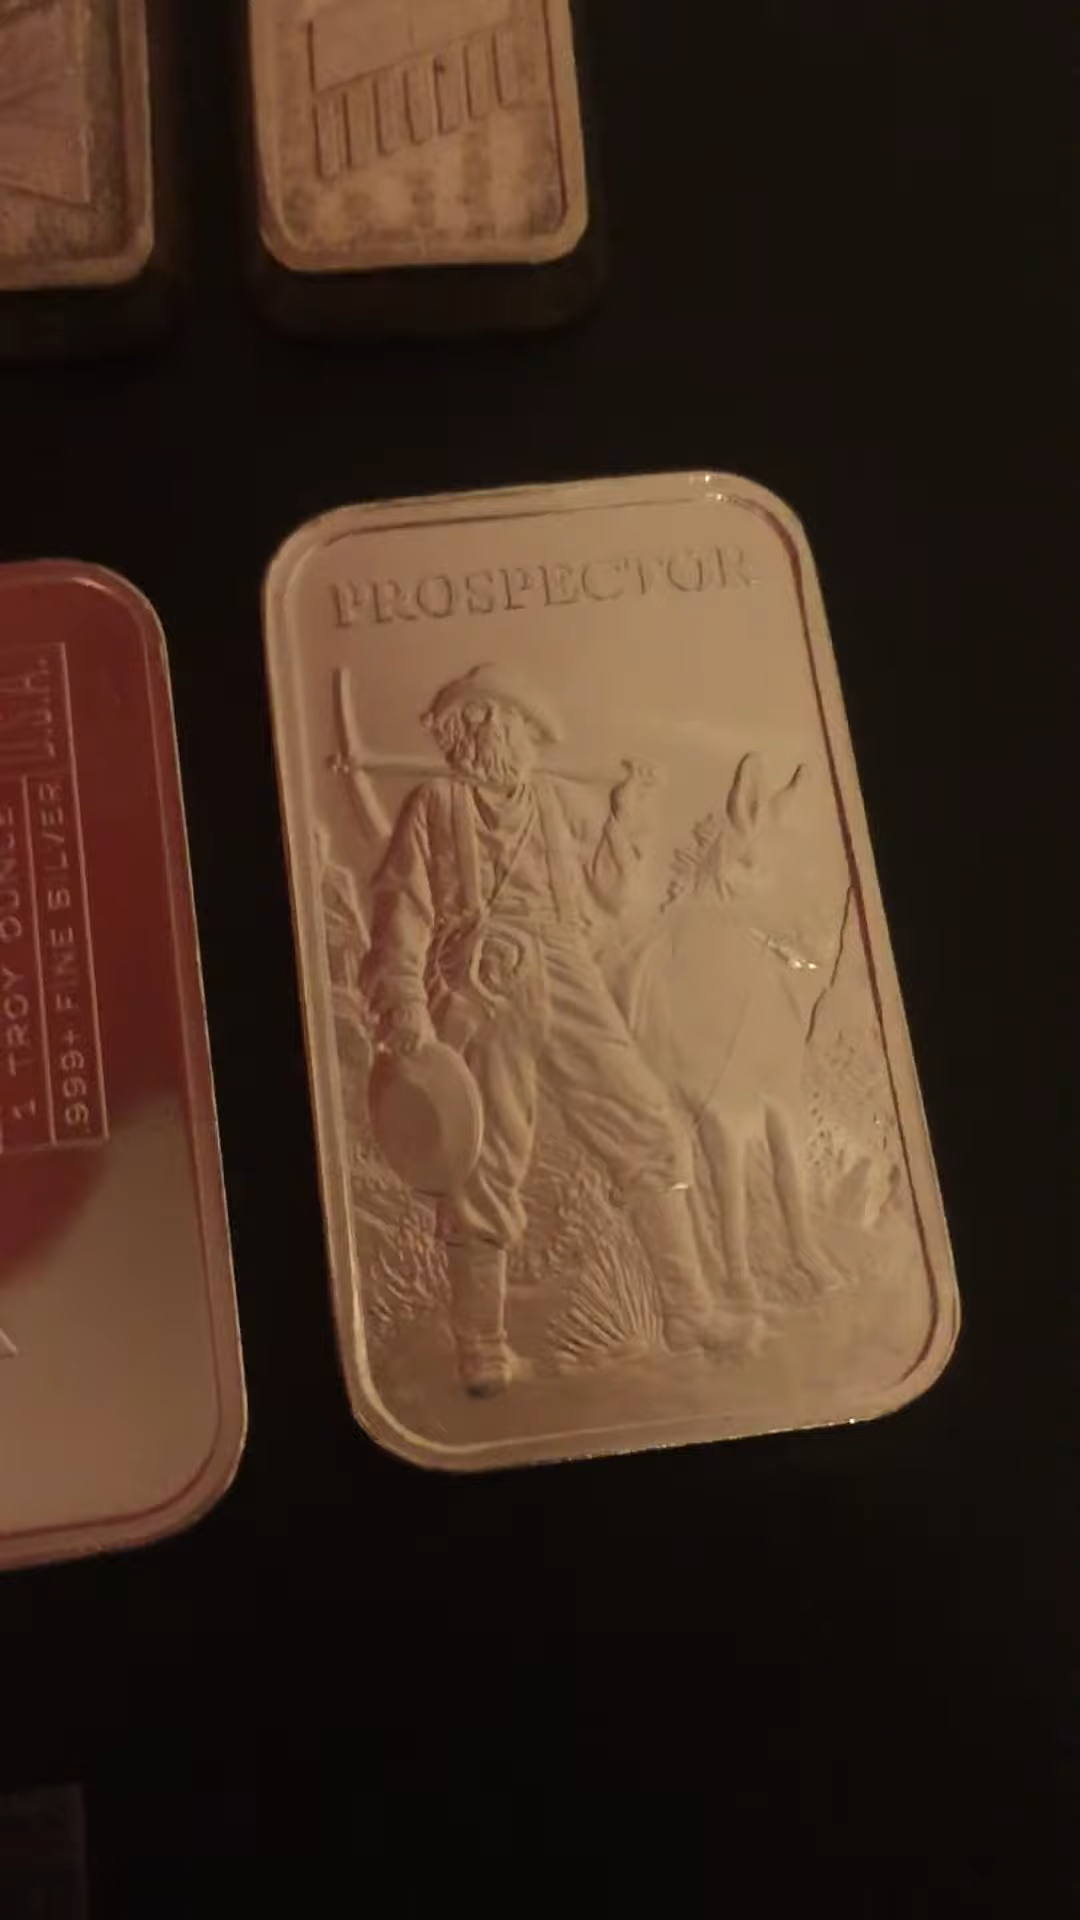 PROSPECTOR
U.S.A.
1 TROY OUNCE
.999+ FINE SILVER